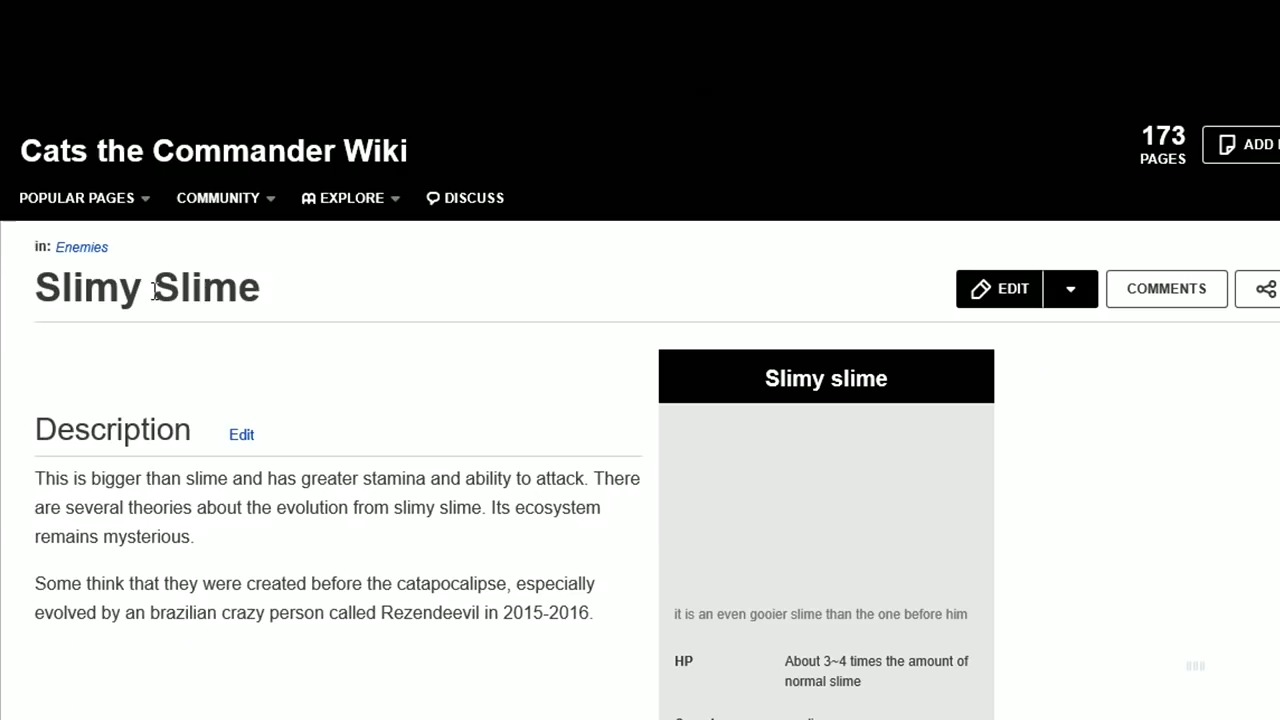 Cats the Commander Wiki
173
PAGES
ADD
POPULAR PAGES
COMMUNITY
EXPLORE
DISCUSS
in: Enemies
Slimy Slime
EDIT
COMMENTS
Slimy slime
Description
Edit
This is bigger than slime and has greater stamina and ability to attack. There
are several theories about the evolution from slimy slime. Its ecosystem
remains mysterious.
Some think that they were created before the catapocalipse, especially
evolved by an brazilian crazy person called Rezendeevil in 2015-2016.
it is an even gooier slime than the one before him
HP
About 3~4 times the amount of
normal slime